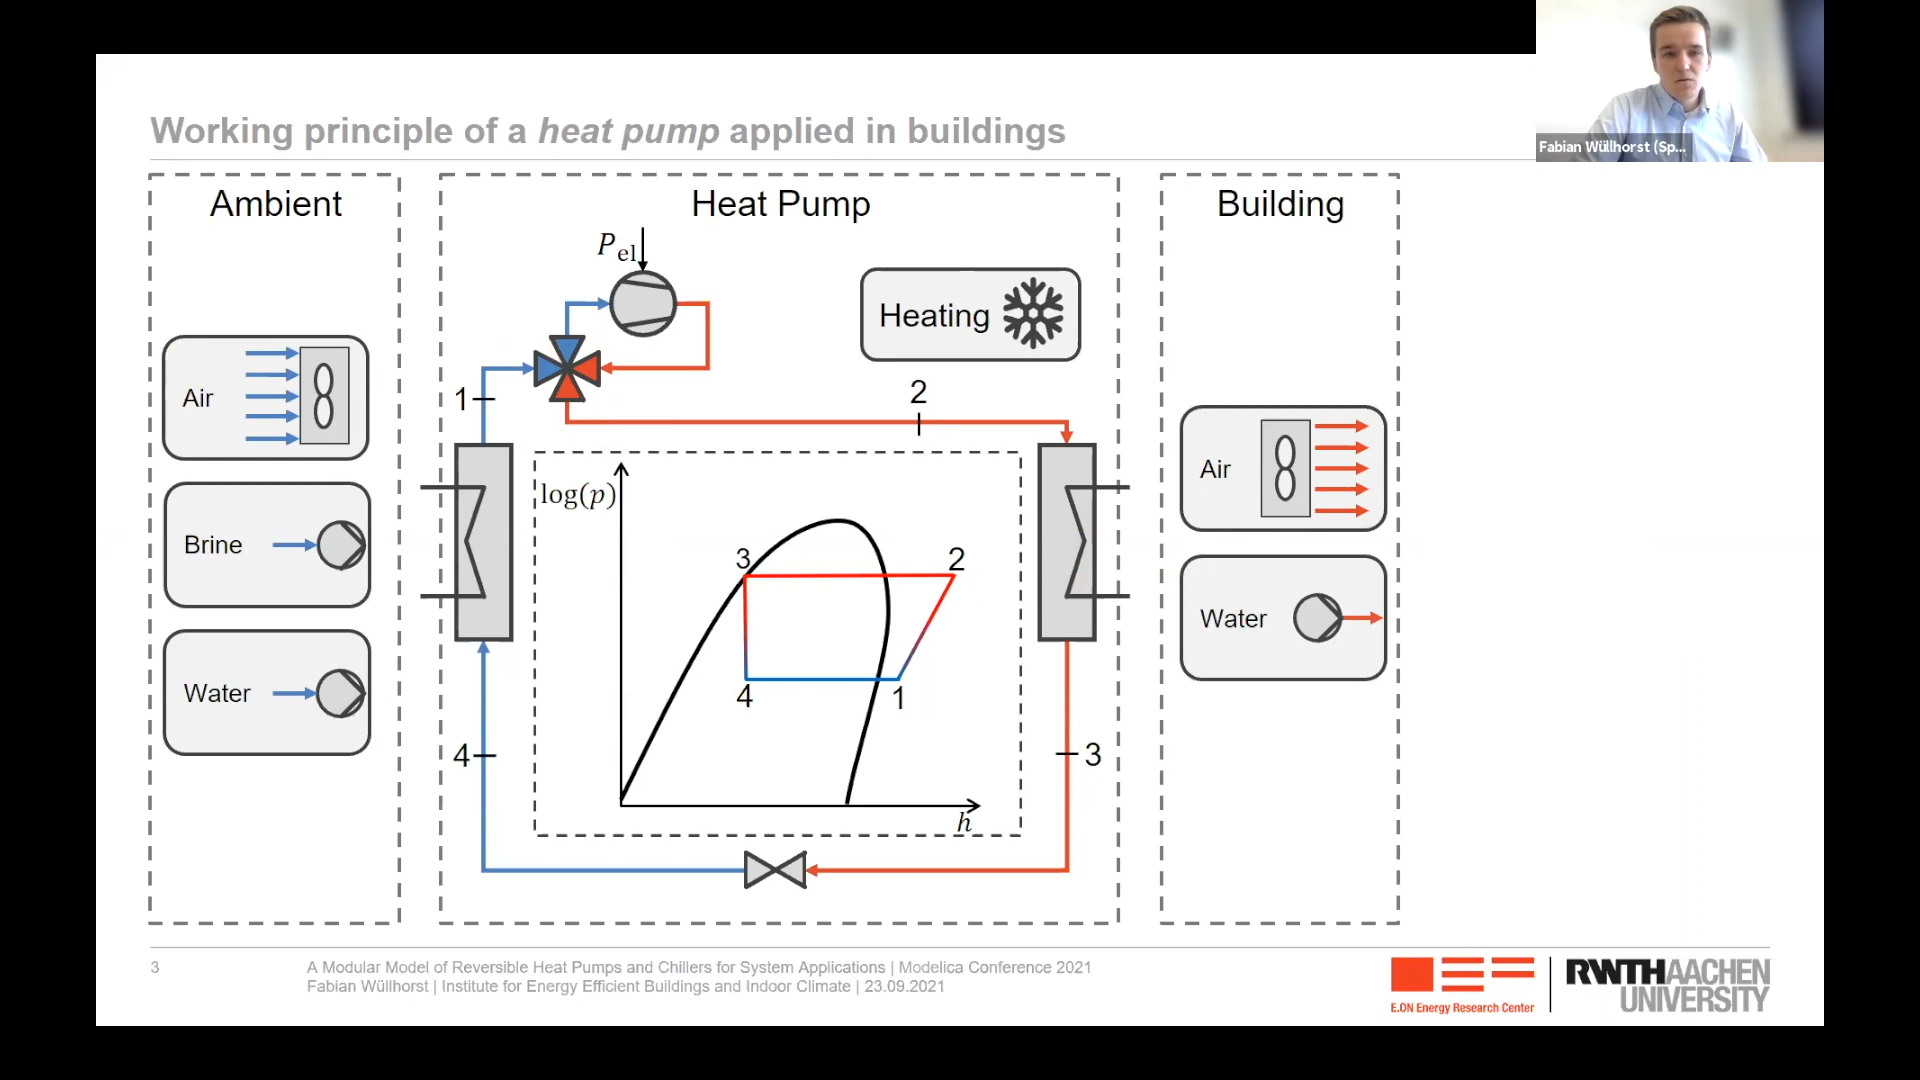 Fabian Wüllhorst (Sp...
Working principle of a heat pump applied in buildings
Ambient
Heat Pump
Building
Pel
Heating
Air
Brine
Water
1
2
3
4
log(p)
h
3
2
4
1
Air
Water
3
A Modular Model of Reversible Heat Pumps and Chillers for System Applications | Modelica Conference 2021
Fabian Wüllhorst | Institute for Energy Efficient Buildings and Indoor Climate | 23.09.2021
E.ON Energy Research Center
RWTHAACHEN
UNIVERSITY